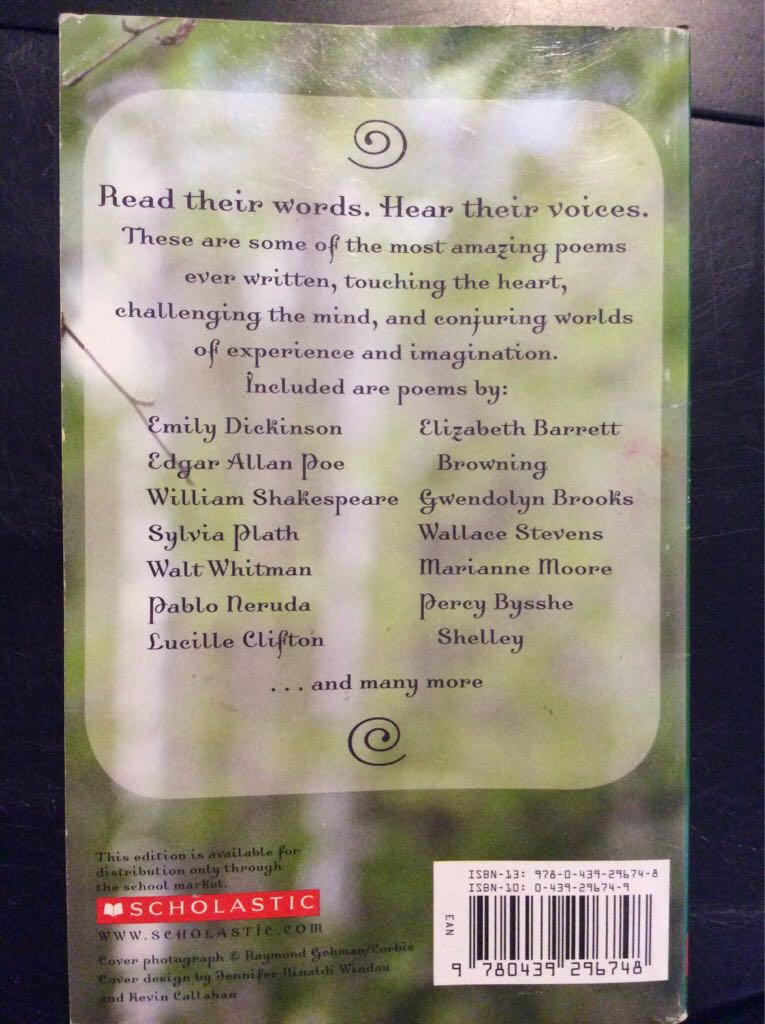 Read their words. Hear their voices.
These are some of the most amazing poems
ever written, touching the heart,
challenging the mind, and conjuring worlds
of experience and imagination.
Included are poems by:
Emily Dickinson
Edgar Allan Poe
William Shakespeare
Sylvia Plath
Walt Whitman
Pablo Neruda
Lucille Clifton
Elizabeth Barrett
Browning
Gwendolyn Brooks
Wallace Stevens
Marianne Moore
Percy Bysshe
Shelley
. . . and many more
This edition is available for
distribution only through
the school market.
SCHOLASTIC
WWW.SCHOLASTIC.COM
Cover photograph © Raymond Gehman/Corbis
Cover design by Jennifer Rinaldi Windau
and Kevin Callahan
ISBN-13: 978-0-439-29674-8
ISBN-10: 0-439-29674-9
EAN
9 780439 296748